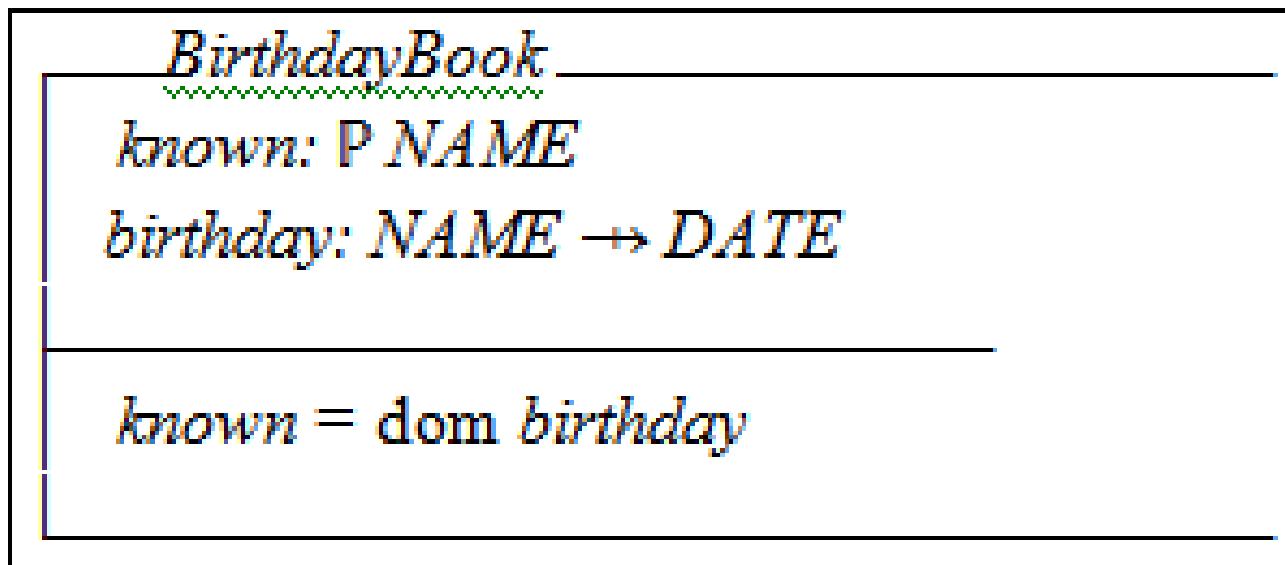 BirthdayBook
known: ℙ NAME
birthday: NAME ⇸ DATE
known = dom birthday